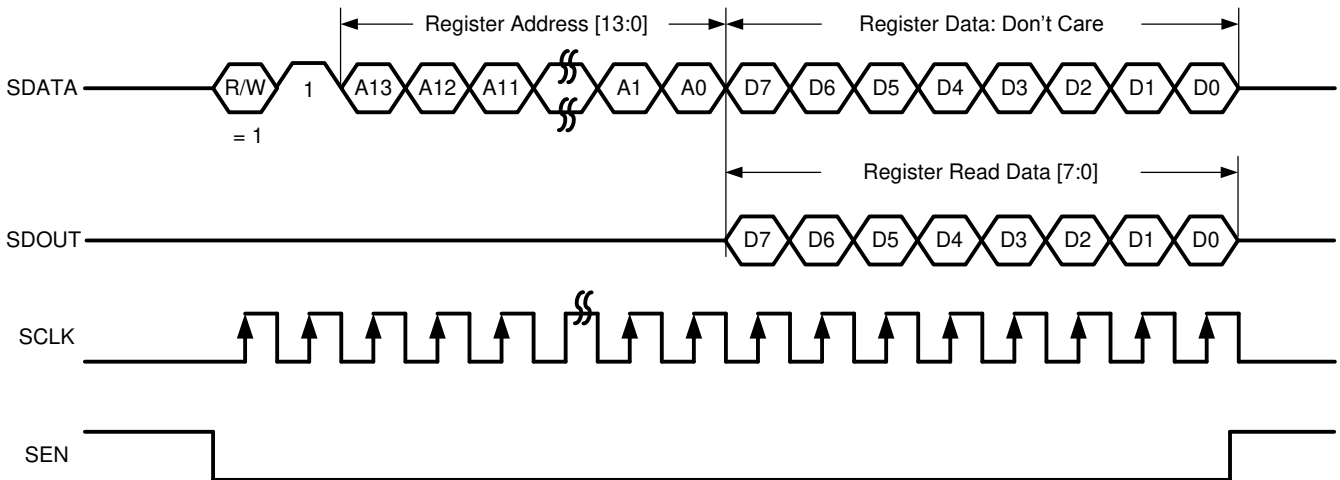 Register Address [13:0] Register Data: Don't Care
SDATA R/W 1 A13 A12 A11 A1 A0 D7 D6 D5 D4 D3 D2 D1 D0
= 1
Register Read Data [7:0]
SDOUT D7 D6 D5 D4 D3 D2 D1 D0
SCLK
SEN